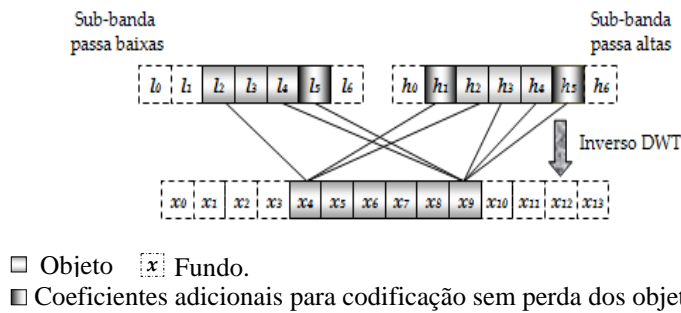 Sub-banda
passa baixas
Sub-banda
passa altas
l0 l1 l2 l3 l4 l5 l6
h0 h1 h2 h3 h4 h5 h6
Inverso DWT
x0 x1 x2 x3 x4 x5 x6 x7 x8 x9 x10 x11 x12 x13
Objeto x Fundo.
Coeficientes adicionais para codificação sem perda dos obje